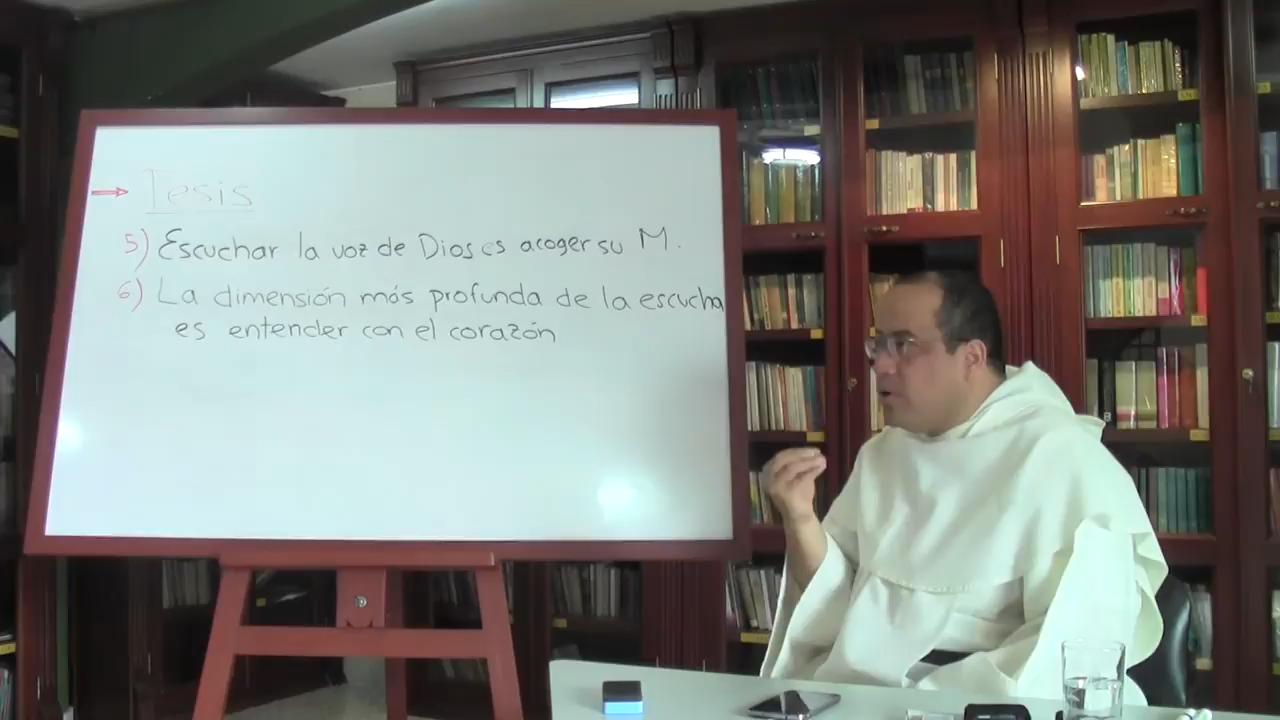 → Tesis
5) Escuchar la voz de Dios es acoger su M.
6) La dimensión más profunda de la escucha
es entender con el corazón